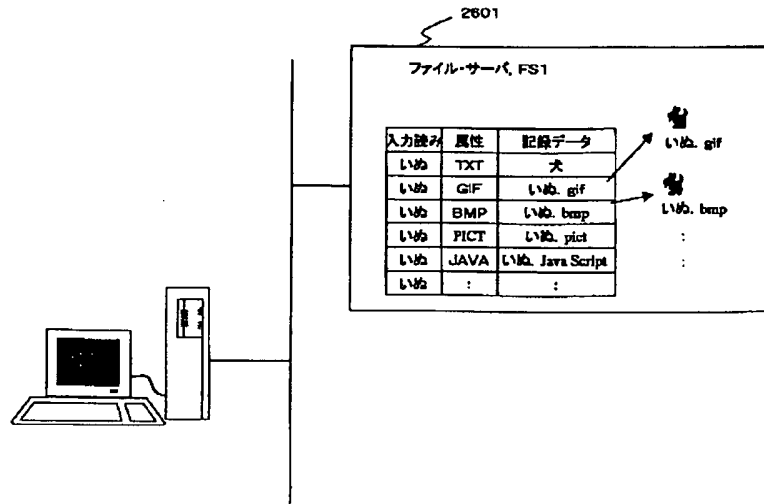 2601
ファイル・サーバ, FS1
入力読み 属性 記録データ
いぬ TXT 犬
いぬ GIF いぬ. gif
いぬ BMP いぬ. bmp
いぬ PICT いぬ. pict
いぬ JAVA いぬ. Java Script
いぬ : :
いぬ. gif
いぬ. bmp
:
: